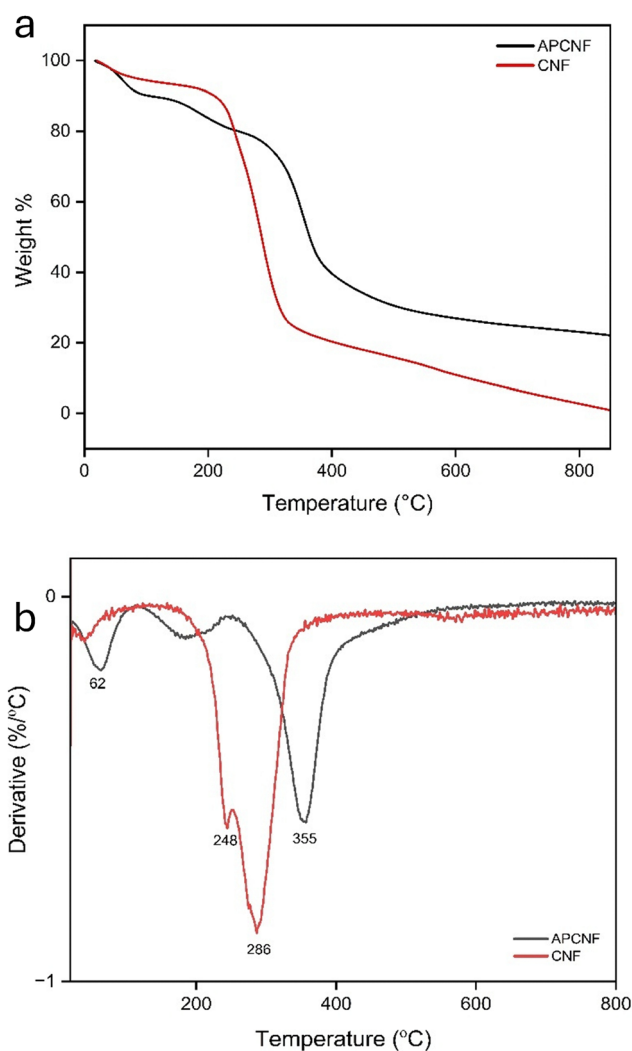 a
100
80
60
40
20
0
Weight %
APCNF
CNF
0 200 400 600 800
Temperature (°C)
b
0
−1
Derivative (%/°C)
62
248
286
355
APCNF
CNF
200 400 600 800
Temperature (°C)